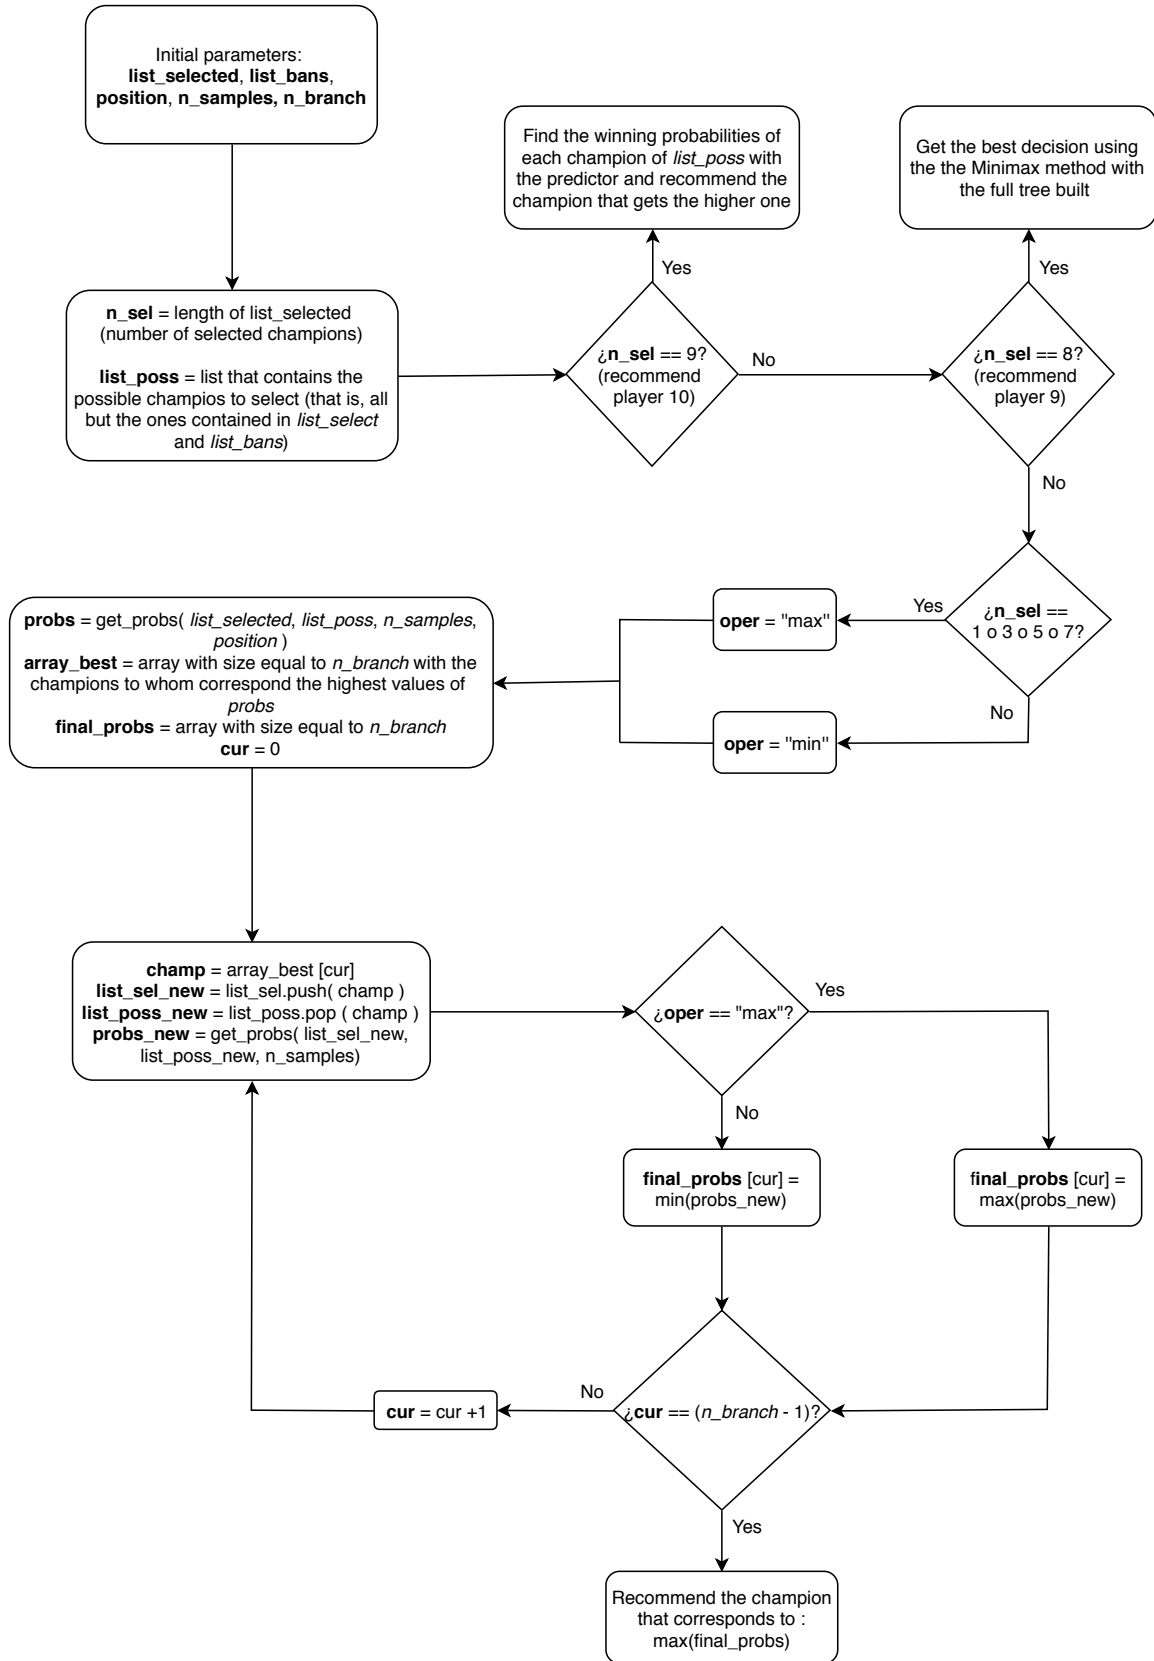 Initial parameters:
list_selected, list_bans,
position, n_samples, n_branch
Find the winning probabilities of
each champion of list_poss with
the predictor and recommend the
champion that gets the higher one
Get the best decision using
the the Minimax method with
the full tree built
Yes
Yes
n_sel = length of list_selected
(number of selected champions)
list_poss = list that contains the
possible champios to select (that is, all
but the ones contained in list_select
and list_bans)
¿n_sel == 9?
(recommend
player 10)
No
¿n_sel == 8?
(recommend
player 9)
No
¿n_sel ==
1 o 3 o 5 o 7?
Yes
oper = "max"
No
oper = "min"
probs = get_probs( list_selected, list_poss, n_samples,
position )
array_best = array with size equal to n_branch with the
champions to whom correspond the highest values of
probs
final_probs = array with size equal to n_branch
cur = 0
champ = array_best [cur]
list_sel_new = list_sel.push( champ )
list_poss_new = list_poss.pop ( champ )
probs_new = get_probs( list_sel_new,
list_poss_new, n_samples)
¿oper == "max"?
Yes
No
final_probs [cur] =
min(probs_new)
final_probs [cur] =
max(probs_new)
¿cur == (n_branch - 1)?
No
cur = cur +1
Yes
Recommend the champion
that corresponds to :
max(final_probs)